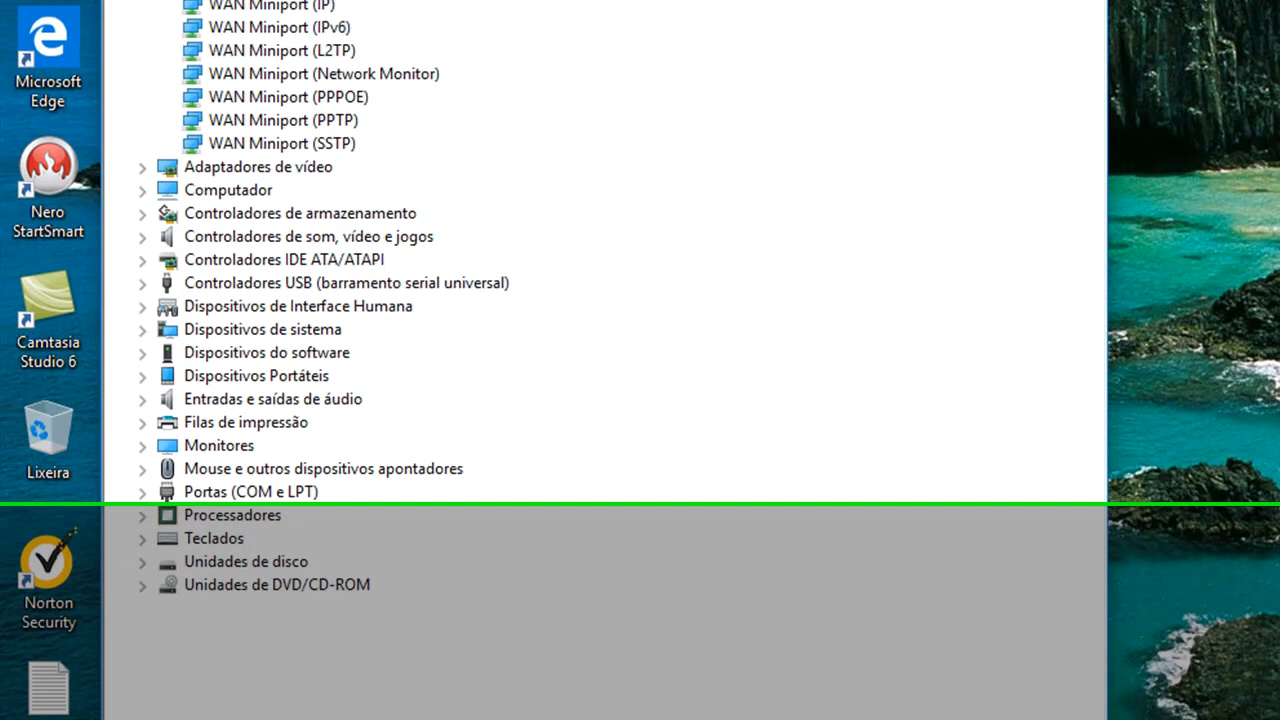 Microsoft
Edge
Nero
StartSmart
Camtasia
Studio 6
Lixeira
Norton
Security
WAN Miniport (IP)
WAN Miniport (IPv6)
WAN Miniport (L2TP)
WAN Miniport (Network Monitor)
WAN Miniport (PPPOE)
WAN Miniport (PPTP)
WAN Miniport (SSTP)
Adaptadores de vídeo
Computador
Controladores de armazenamento
Controladores de som, vídeo e jogos
Controladores IDE ATA/ATAPI
Controladores USB (barramento serial universal)
Dispositivos de Interface Humana
Dispositivos de sistema
Dispositivos do software
Dispositivos Portáteis
Entradas e saídas de áudio
Filas de impressão
Monitores
Mouse e outros dispositivos apontadores
Portas (COM e LPT)
Processadores
Teclados
Unidades de disco
Unidades de DVD/CD-ROM